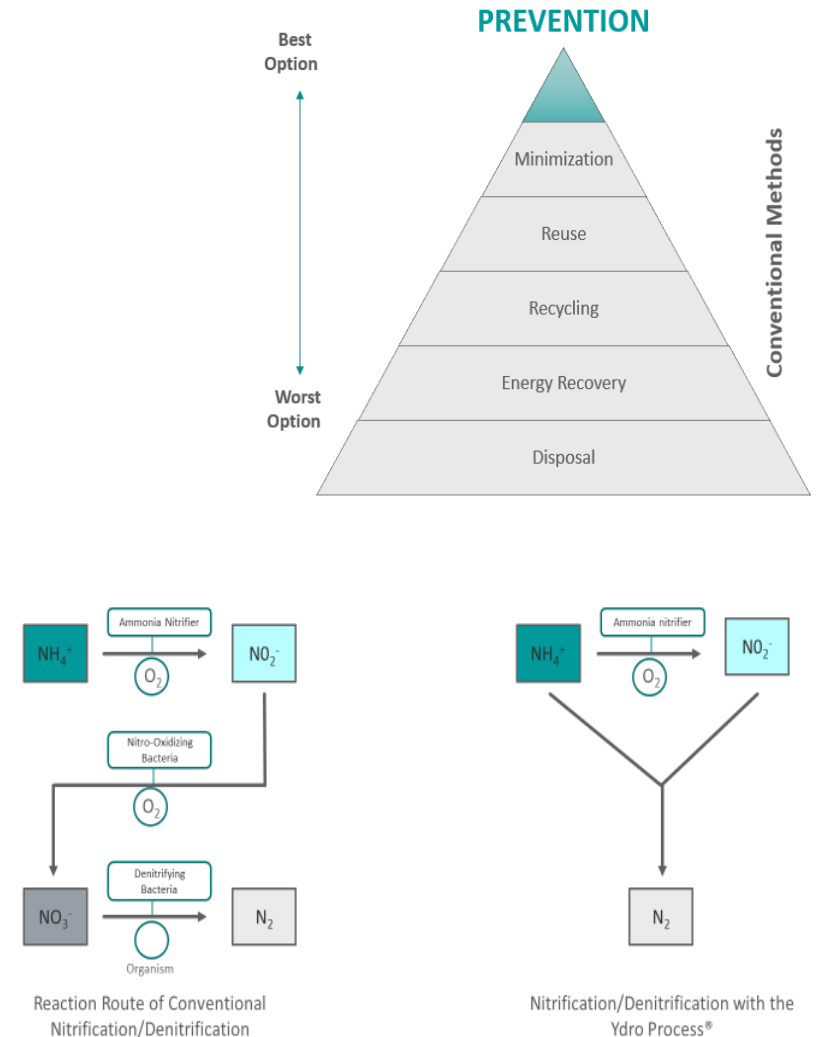 PREVENTION
Best
Option
Minimization
Reuse
Recycling
Energy Recovery
Disposal
Worst
Option
Conventional Methods
Ammonia Nitrifier
NH₄⁺
O₂
NO₂⁻
Nitro-Oxidizing
Bacteria
O₂
Denitrifying
Bacteria
NO₃⁻
N₂
Organism
Reaction Route of Conventional
Nitrification/Denitrification
Ammonia nitrifier
NH₄⁺
O₂
NO₂⁻
N₂
Nitrification/Denitrification with the
Ydro Process®